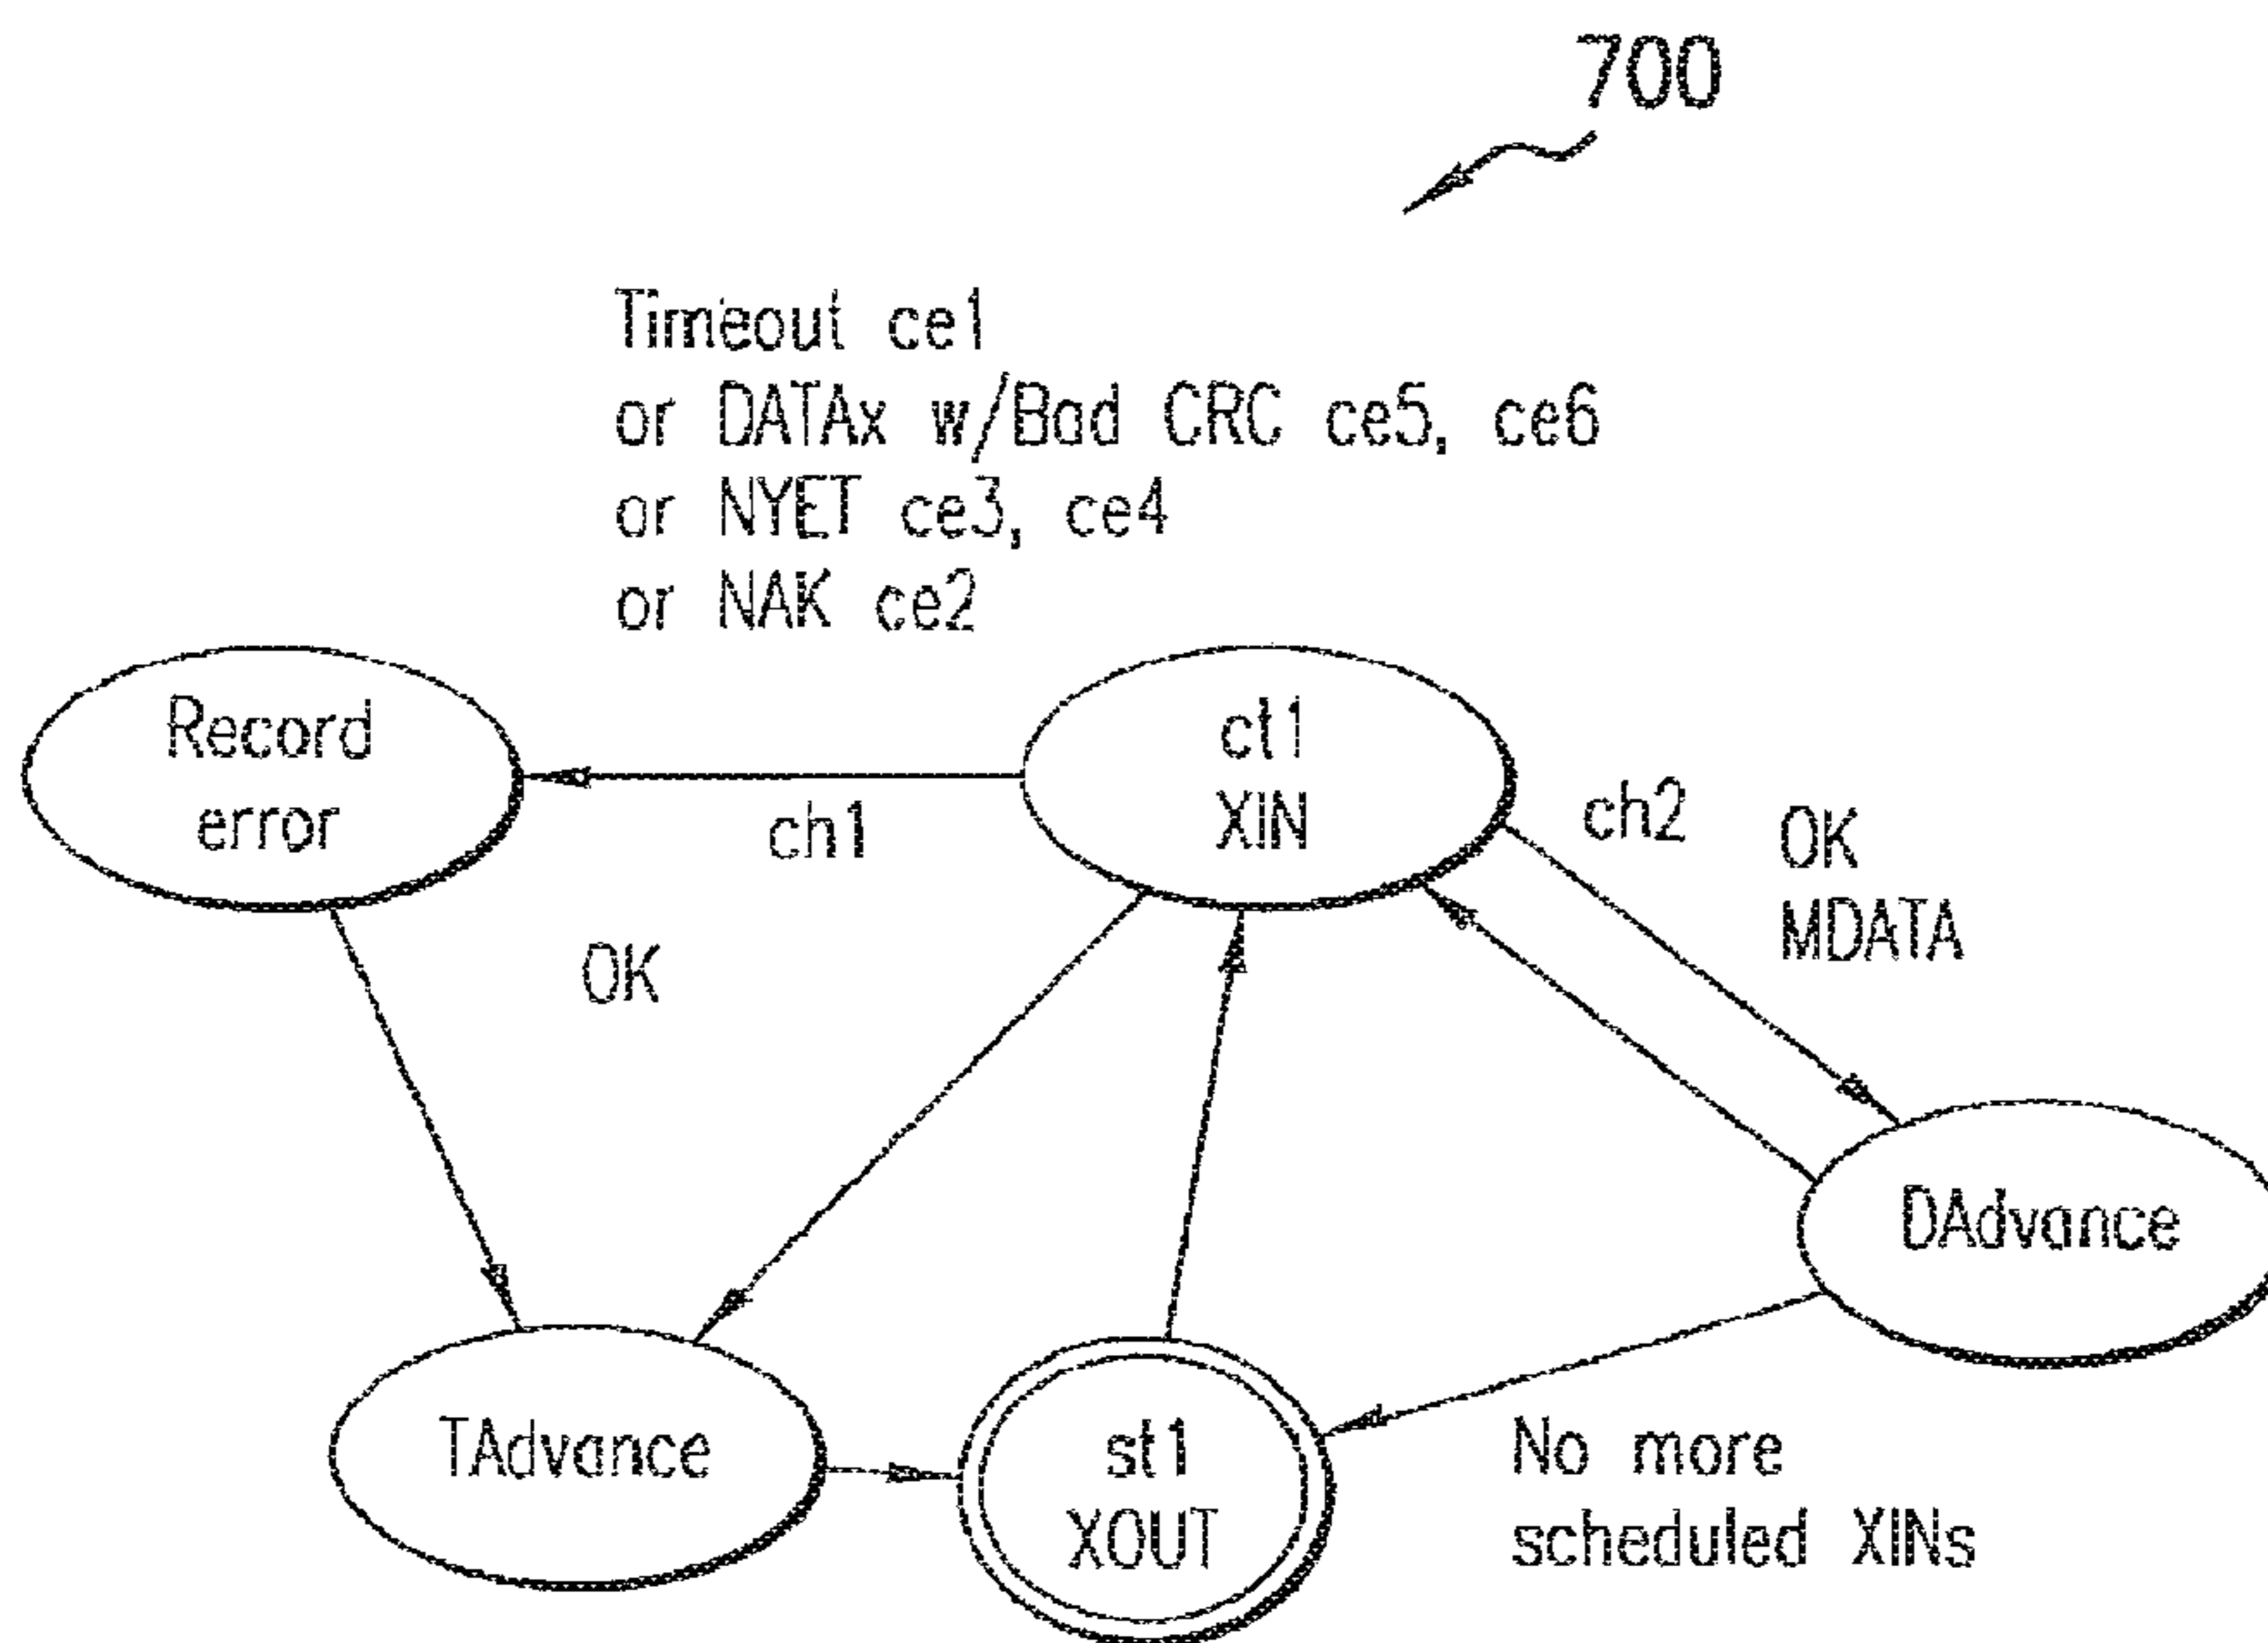 700
Timeout ce1
or DATAx w/Bad CRC ce5, ce6
or NYET ce3, ce4
or NAK ce2
Record
error
ch1
ct1
XIN
ch2
OK
MDATA
OK
DAdvance
TAdvance
st1
XOUT
No more
scheduled XINs